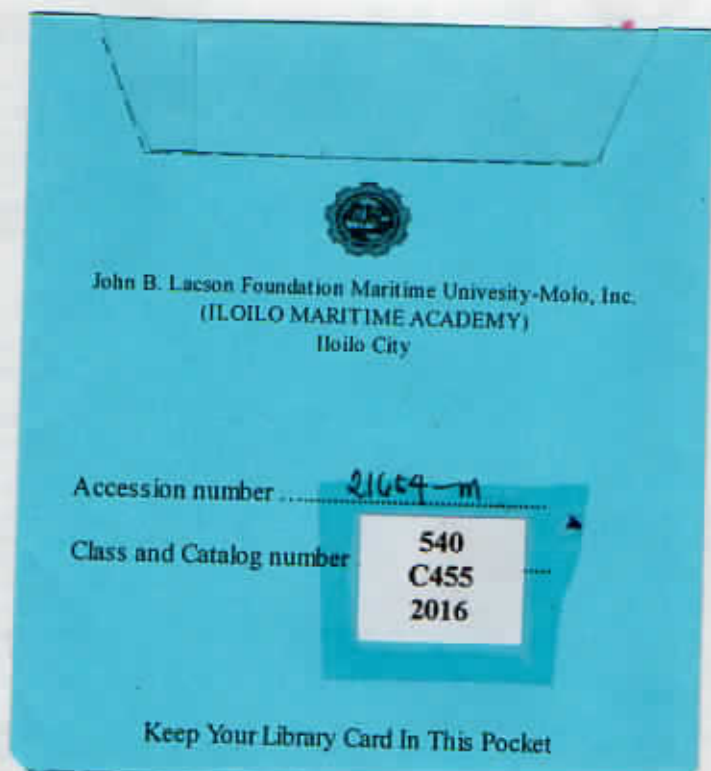 John B. Lacson Foundation Maritime Univesity-Molo, Inc.
(ILOILO MARITIME ACADEMY)
Iloilo City
Accession number ..........
Class and Catalog number
540
C455
2016
Keep Your Library Card In This Pocket